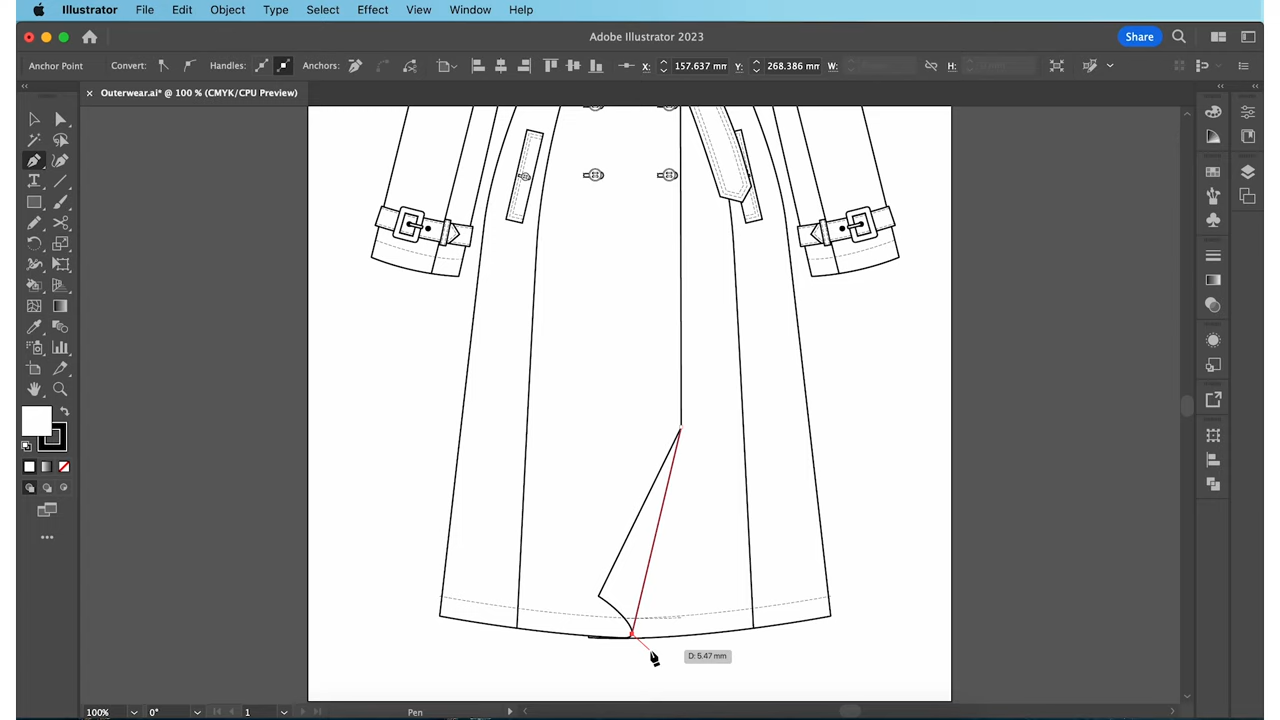 Illustrator File Edit Object Type Select Effect View Window Help
Adobe Illustrator 2023
Share
Anchor Point Convert: Handles: Anchors: X: 157.637 mm Y: 268.386 mm W: H:
× Outerwear.ai* @ 100 % (CMYK/CPU Preview)
D: 5.47 mm
100% 0° 1 Pen